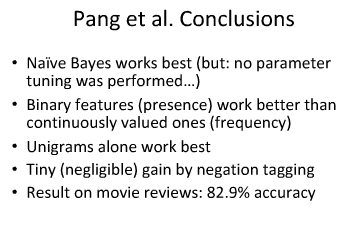 Pang et al. Conclusions
• Naïve Bayes works best (but: no parameter
tuning was performed…)
• Binary features (presence) work better than
continuously valued ones (frequency)
• Unigrams alone work best
• Tiny (negligible) gain by negation tagging
• Result on movie reviews: 82.9% accuracy